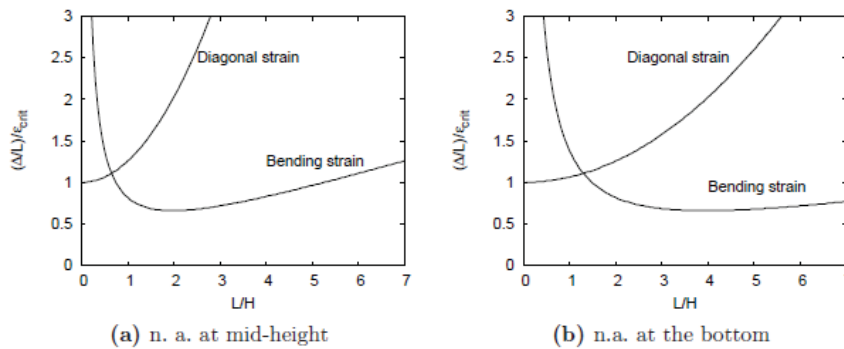 3
2.5
2
1.5
1
0.5
0
(Δ/L)/ε_crit
Diagonal strain
Bending strain
0 1 2 3 4 5 6 7
L/H
(a) n. a. at mid-height
3
2.5
2
1.5
1
0.5
0
(Δ/L)/ε_crit
Diagonal strain
Bending strain
0 1 2 3 4 5 6
L/H
(b) n.a. at the bottom